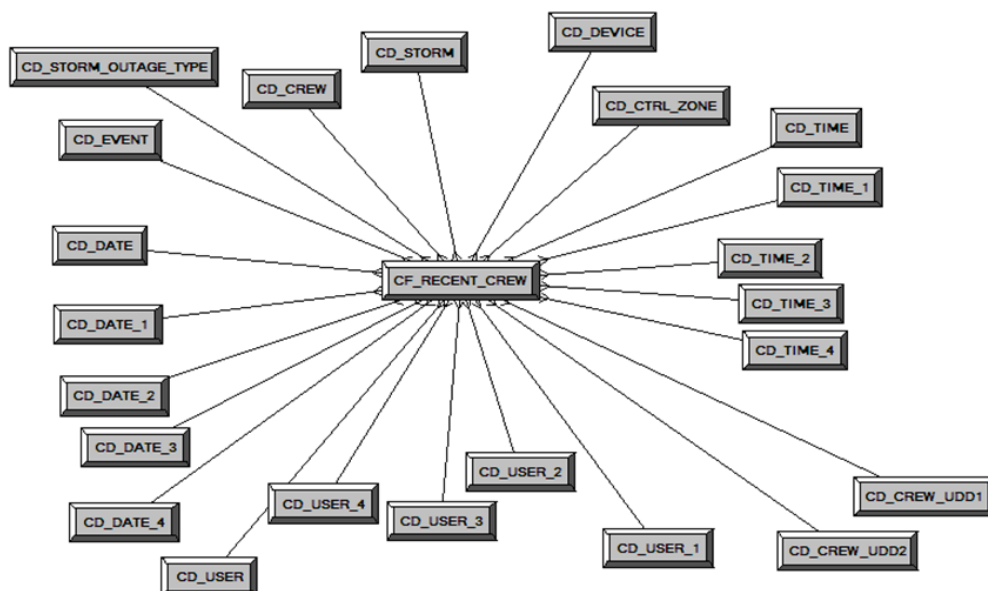 CD_DEVICE
CD_STORM
CD_STORM_OUTAGE_TYPE
CD_CREW
CD_CTRL_ZONE
CD_TIME
CD_EVENT
CD_TIME_1
CD_DATE
CD_TIME_2
CF_RECENT_CREW
CD_TIME_3
CD_DATE_1
CD_TIME_4
CD_DATE_2
CD_DATE_3
CD_USER_2
CD_CREW_UDD1
CD_USER_4
CD_DATE_4
CD_USER_3
CD_USER_1
CD_CREW_UDD2
CD_USER